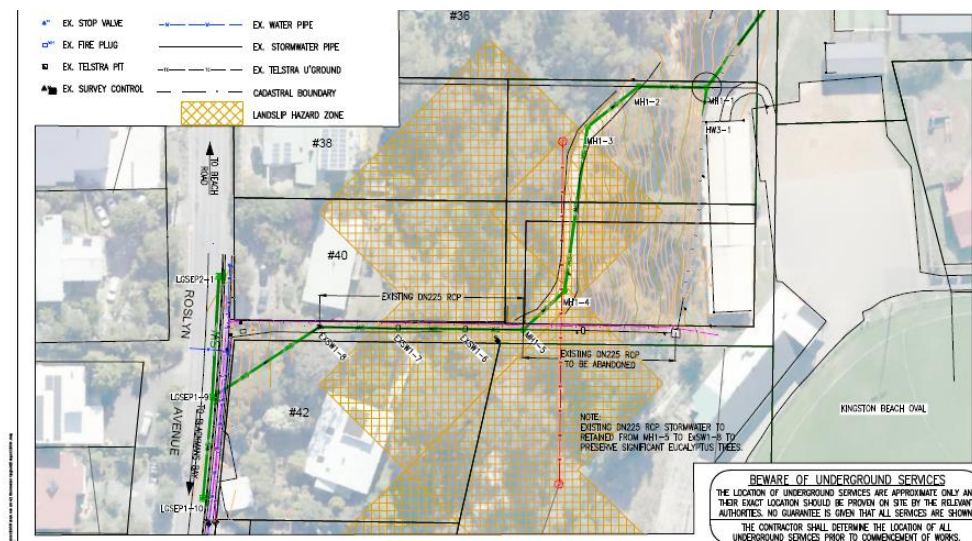 EX. STOP VALVE
EX. FIRE PLUG
EX. TELSTRA PIT
EX. SURVEY CONTROL
EX. WATER PIPE
EX. STORMWATER PIPE
EX. TELSTRA U'GROUND
CADASTRAL BOUNDARY
LANDSLIP HAZARD ZONE
#36
MH1-2
MH1-1
HW3-1
MH1-3
#38
TO BEACH
ROAD
#40
LGSEP2-1
EXISTING DN225 RCP
MH1-4
ROSLYN
SW
ExSW1-8
ExSW1-7
ExSW1-6
MH1-5
EXISTING DN225 RCP
TO BE ABANDONED
LGSEP1-9
#42
AVENUE
TO BLACKMANS BAY
KINGSTON BEACH OVAL
NOTE:
EXISTING DN225 RCP STORMWATER TO
RETAINED FROM MH1-5 TO ExSW1-8 TO
PRESERVE SIGNIFICANT EUCALYPTUS TREES.
LGSEP1-10
BEWARE OF UNDERGROUND SERVICES
THE LOCATION OF UNDERGROUND SERVICES ARE APPROXIMATE ONLY AN
THEIR EXACT LOCATION SHOULD BE PROVEN ON SITE BY THE RELEVAN
AUTHORITIES. NO GUARANTEE IS GIVEN THAT ALL SERVICES ARE SHOWN
THE CONTRACTOR SHALL DETERMINE THE LOCATION OF ALL
UNDERGROUND SERVICES PRIOR TO COMMENCEMENT OF WORKS.